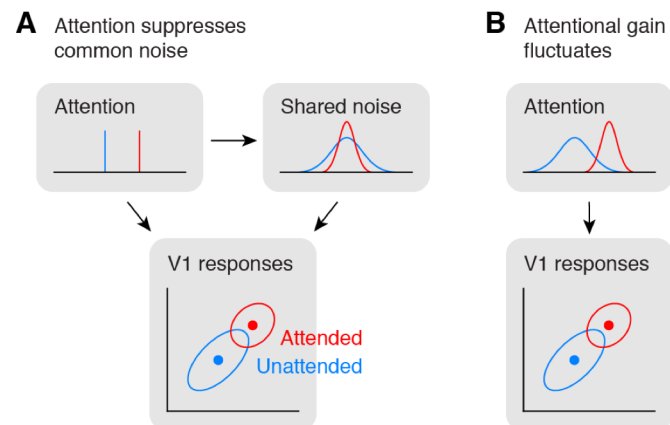 A Attention suppresses
common noise
Attention
Shared noise
V1 responses
Attended
Unattended
B Attentional gain
fluctuates
Attention
V1 responses